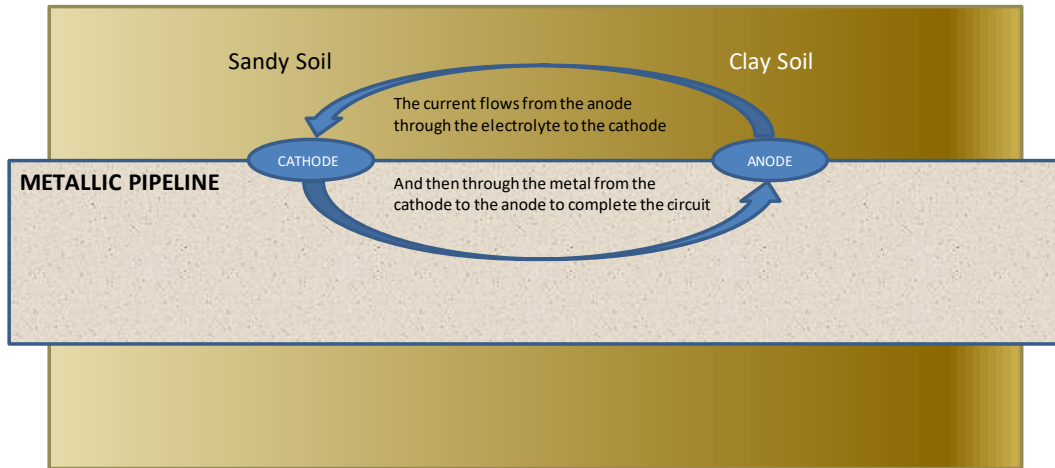 Sandy Soil
Clay Soil
The current flows from the anode
through the electrolyte to the cathode
CATHODE
ANODE
METALLIC PIPELINE
And then through the metal from the
cathode to the anode to complete the circuit